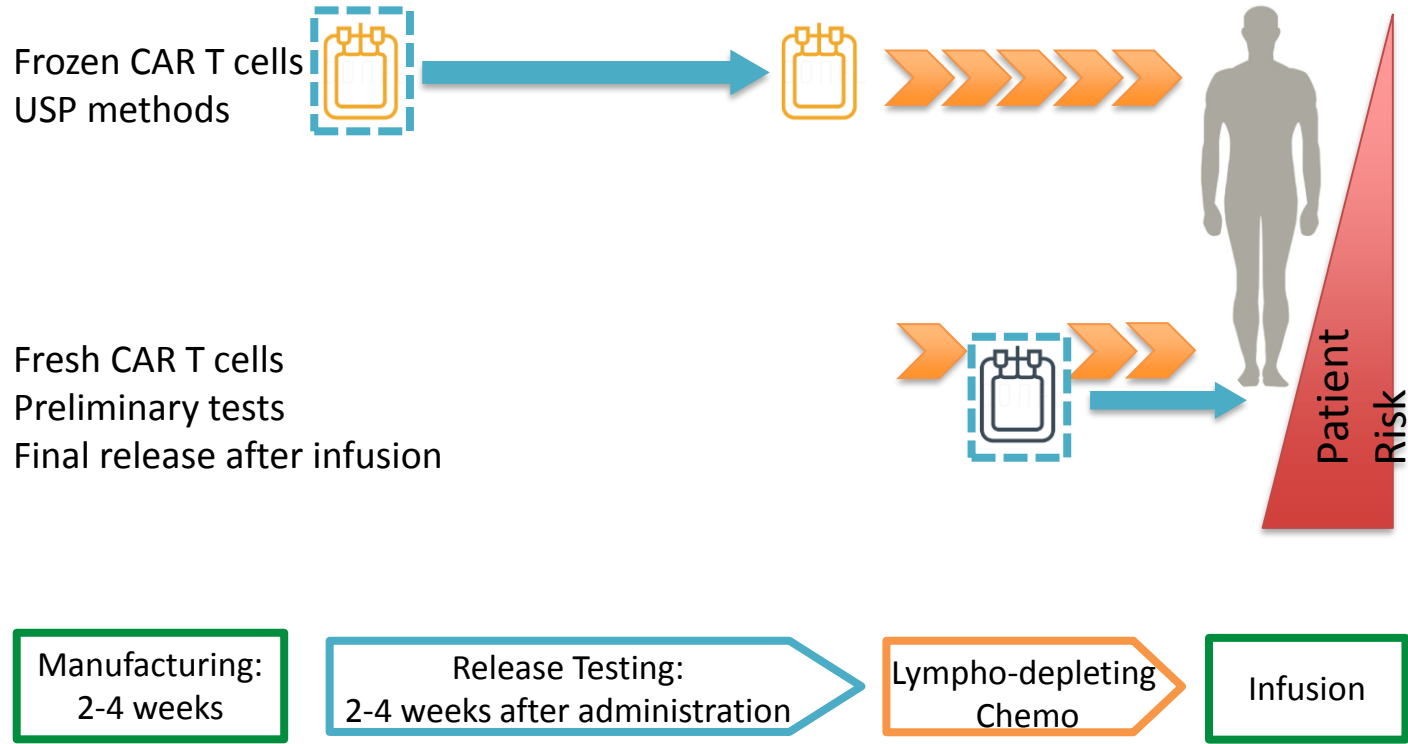 Frozen CAR T cells
USP methods
Fresh CAR T cells
Preliminary tests
Final release after infusion
Patient
Risk
Manufacturing:
2-4 weeks
Release Testing:
2-4 weeks after administration
Lympho-depleting
Chemo
Infusion